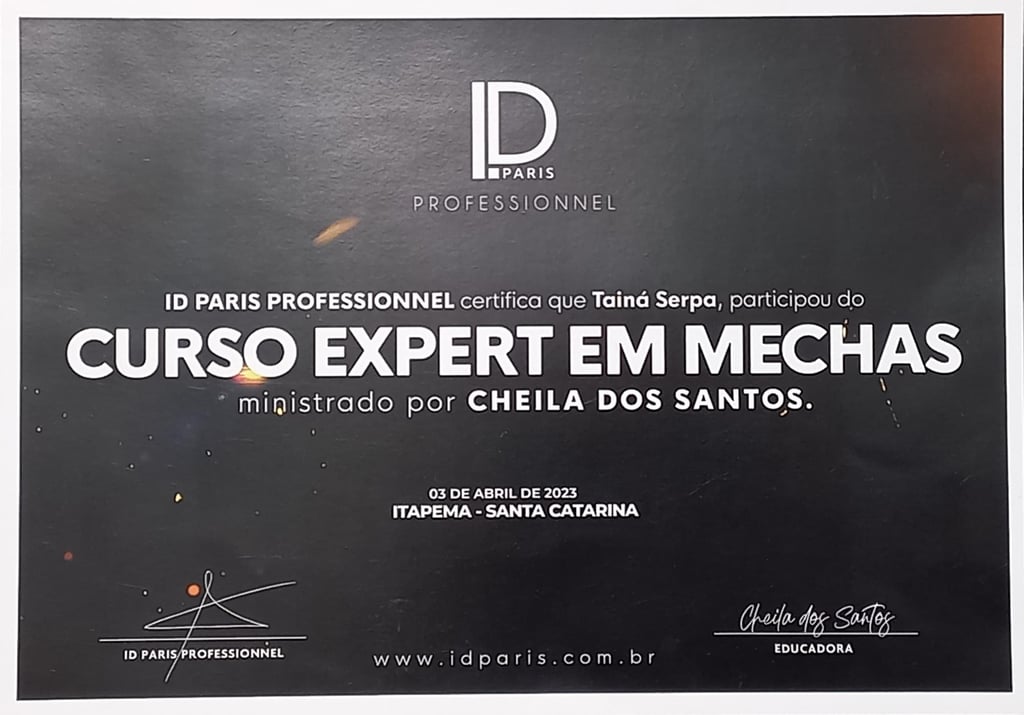 ID
PARIS
PROFESSIONNEL
ID PARIS PROFESSIONNEL certifica que Tainá Serpa, participou do
CURSO EXPERT EM MECHAS
ministrado por CHEILA DOS SANTOS.
03 DE ABRIL DE 2023
ITAPEMA - SANTA CATARINA
Cheila dos Santos
ID PARIS PROFESSIONNEL
EDUCADORA
www.idparis.com.br